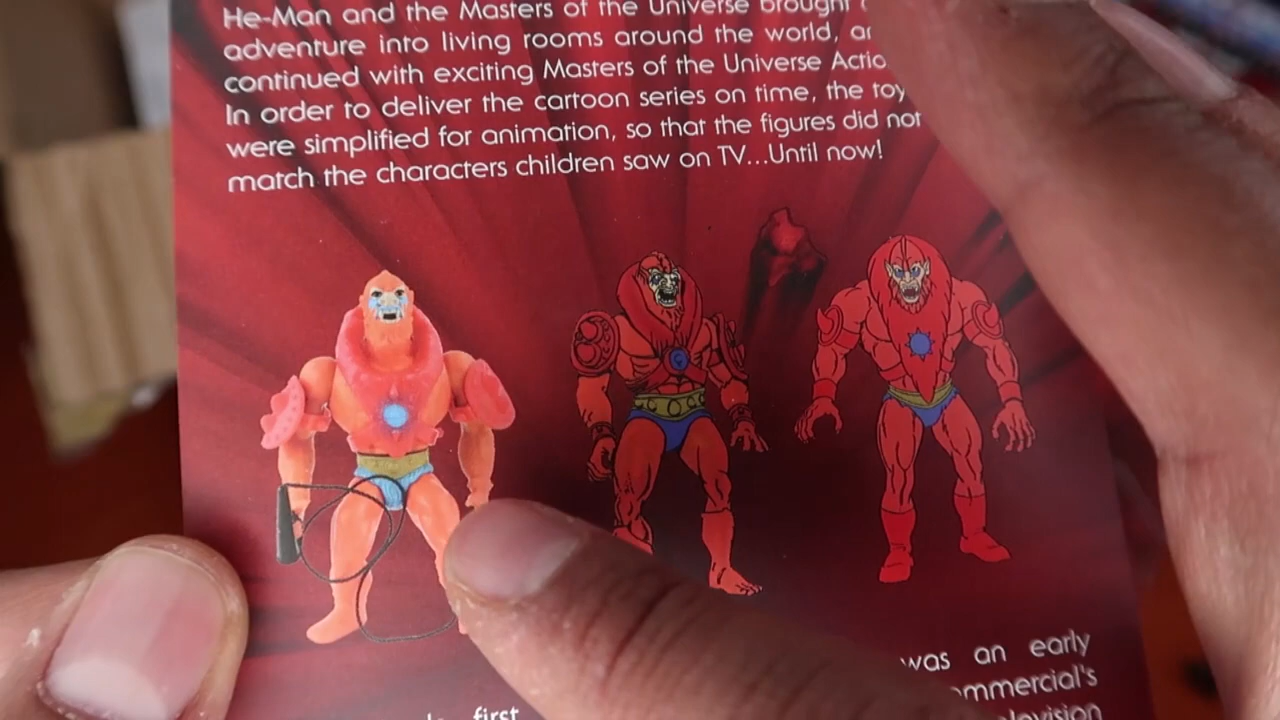 He-Man and the Masters of the Universe brought
adventure into living rooms around the world,
continued with exciting Masters of the Universe
In order to deliver the cartoon series on time, the
were simplified for animation, so that the figures did not
match the characters children saw on TV...Until now!
was an early
first